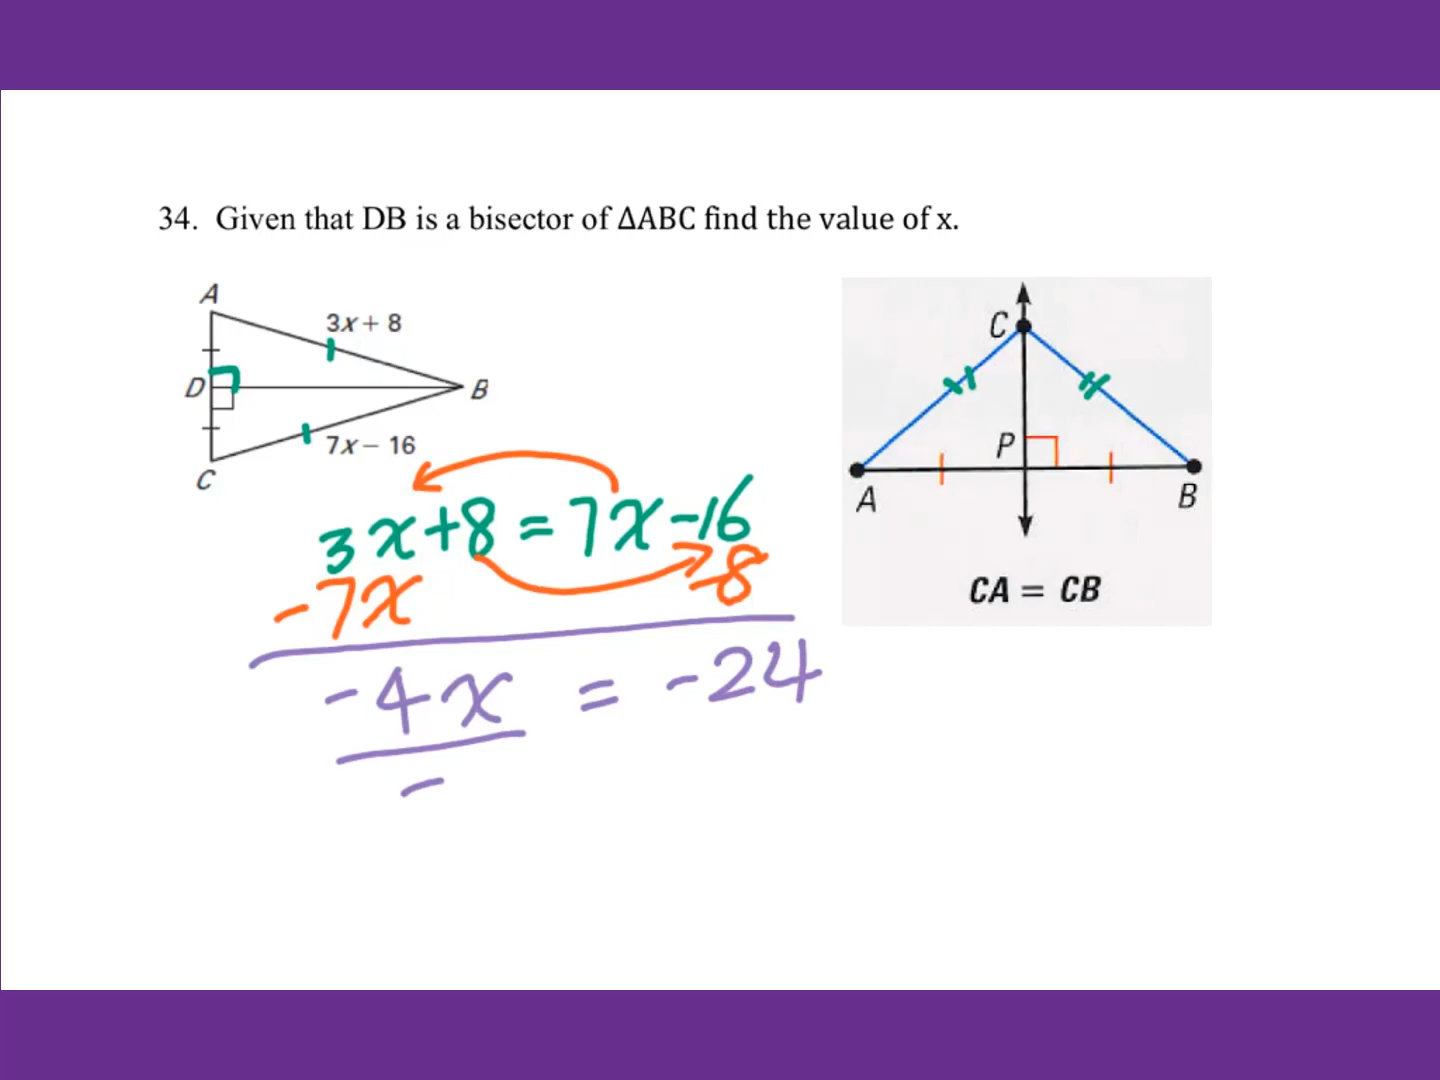 34. Given that DB is a bisector of ΔABC find the value of x.
A
3x + 8
D
B
7x − 16
C
C
P
A
B
CA = CB
3x+8 = 7x-16
-7x -8
-4x = -24
-